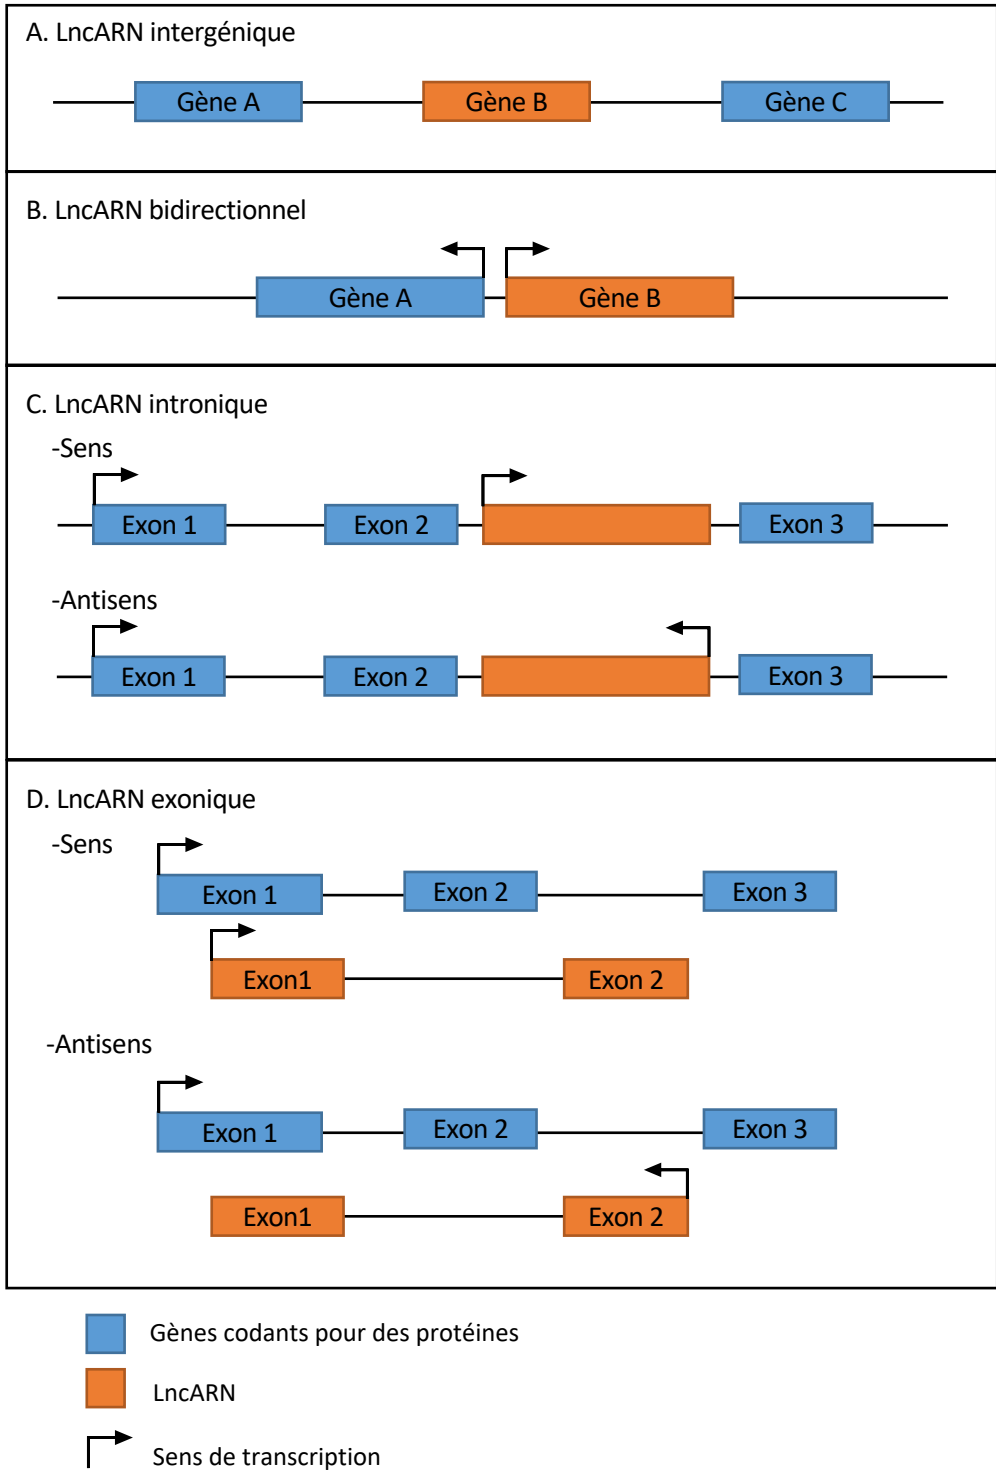 A. LncARN intergénique
Gène A Gène B Gène C
B. LncARN bidirectionnel
Gène A Gène B
C. LncARN intronique
-Sens
Exon 1 Exon 2 Exon 3
-Antisens
Exon 1 Exon 2 Exon 3
D. LncARN exonique
-Sens
Exon 1 Exon 2 Exon 3
Exon1 Exon 2
-Antisens
Exon 1 Exon 2 Exon 3
Exon1 Exon 2
Gènes codants pour des protéines
LncARN
Sens de transcription